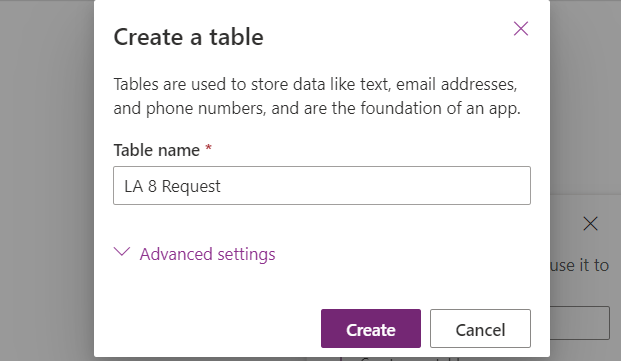 Create a table
Tables are used to store data like text, email addresses,
and phone numbers, and are the foundation of an app.
Table name *
LA 8 Request
Advanced settings
use it to
Create
Cancel